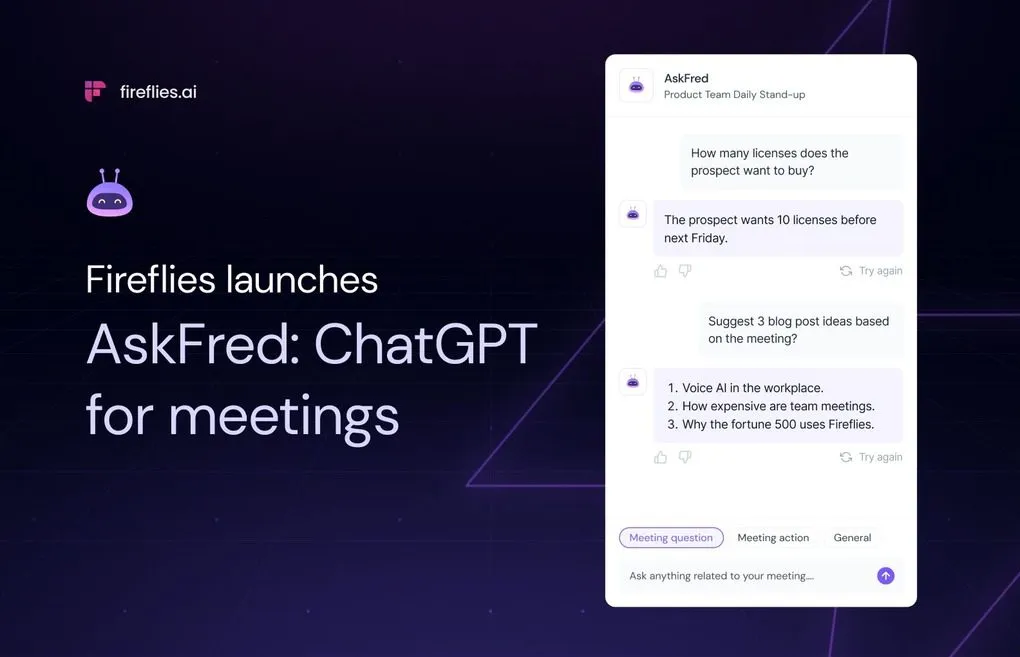 fireflies.ai
Fireflies launches
AskFred: ChatGPT
for meetings
AskFred
Product Team Daily Stand-up
How many licenses does the
prospect want to buy?
The prospect wants 10 licenses before
next Friday.
Try again
Suggest 3 blog post ideas based
on the meeting?
1. Voice AI in the workplace.
2. How expensive are team meetings.
3. Why the fortune 500 uses Fireflies.
Try again
Meeting question Meeting action General
Ask anything related to your meeting....